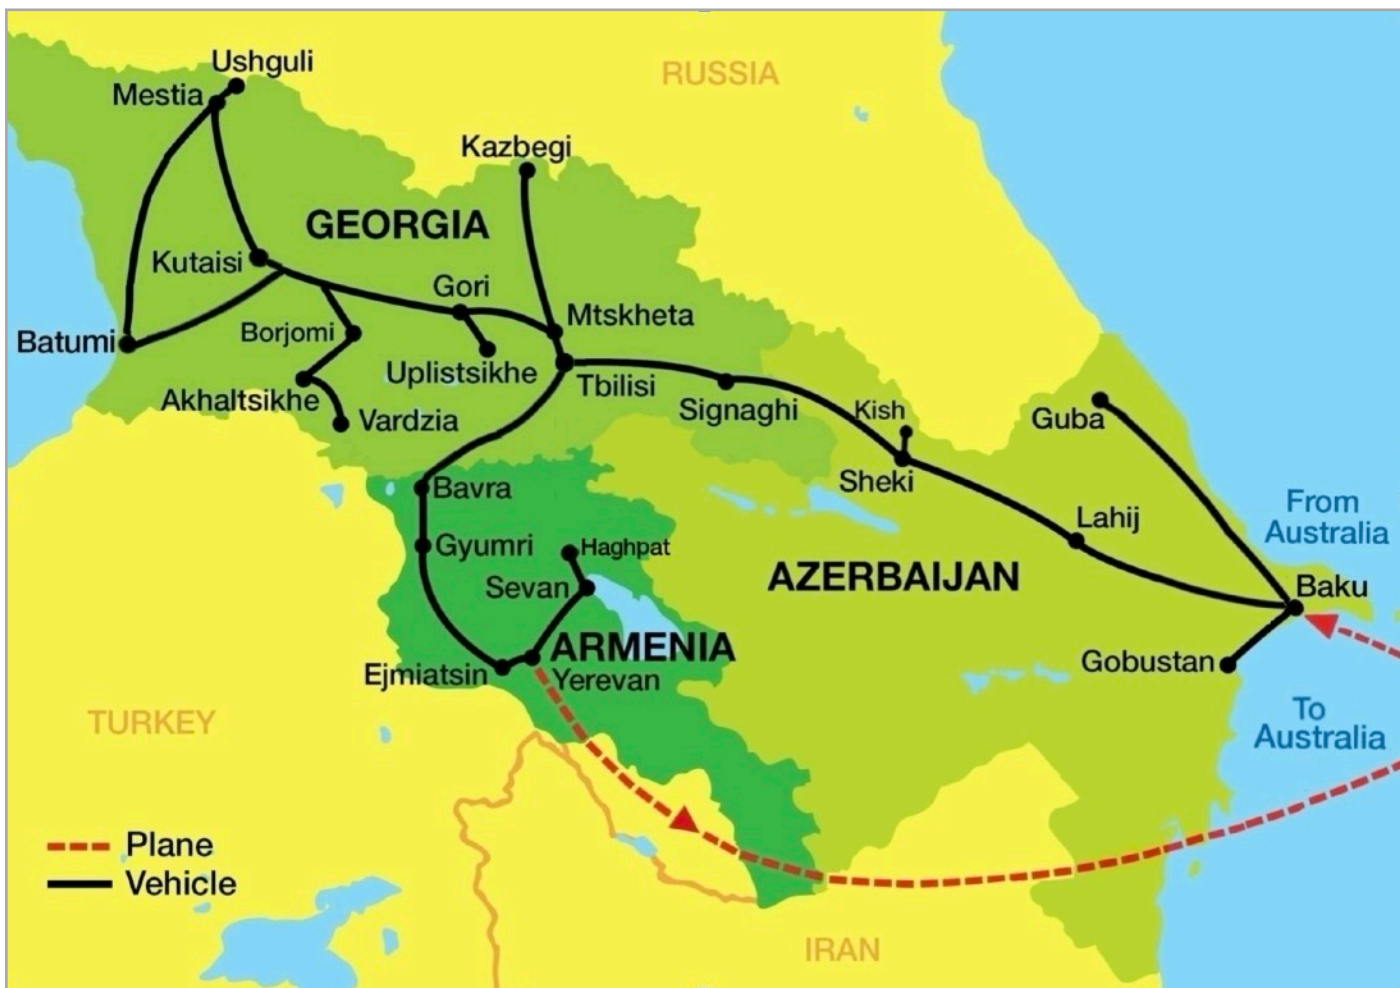 Ushguli
RUSSIA
Mestia
Kazbegi
GEORGIA
Kutaisi
Gori
Mtskheta
Borjomi
Batumi
Uplistsikhe
Tbilisi
Akhaltsikhe
Signaghi
Kish
Vardzia
Guba
Sheki
Bavra
From
Australia
Lahij
Gyumri
Haghpat
AZERBAIJAN
Sevan
Baku
ARMENIA
Gobustan
Ejmiatsin
Yerevan
TURKEY
To
Australia
Plane
Vehicle
IRAN